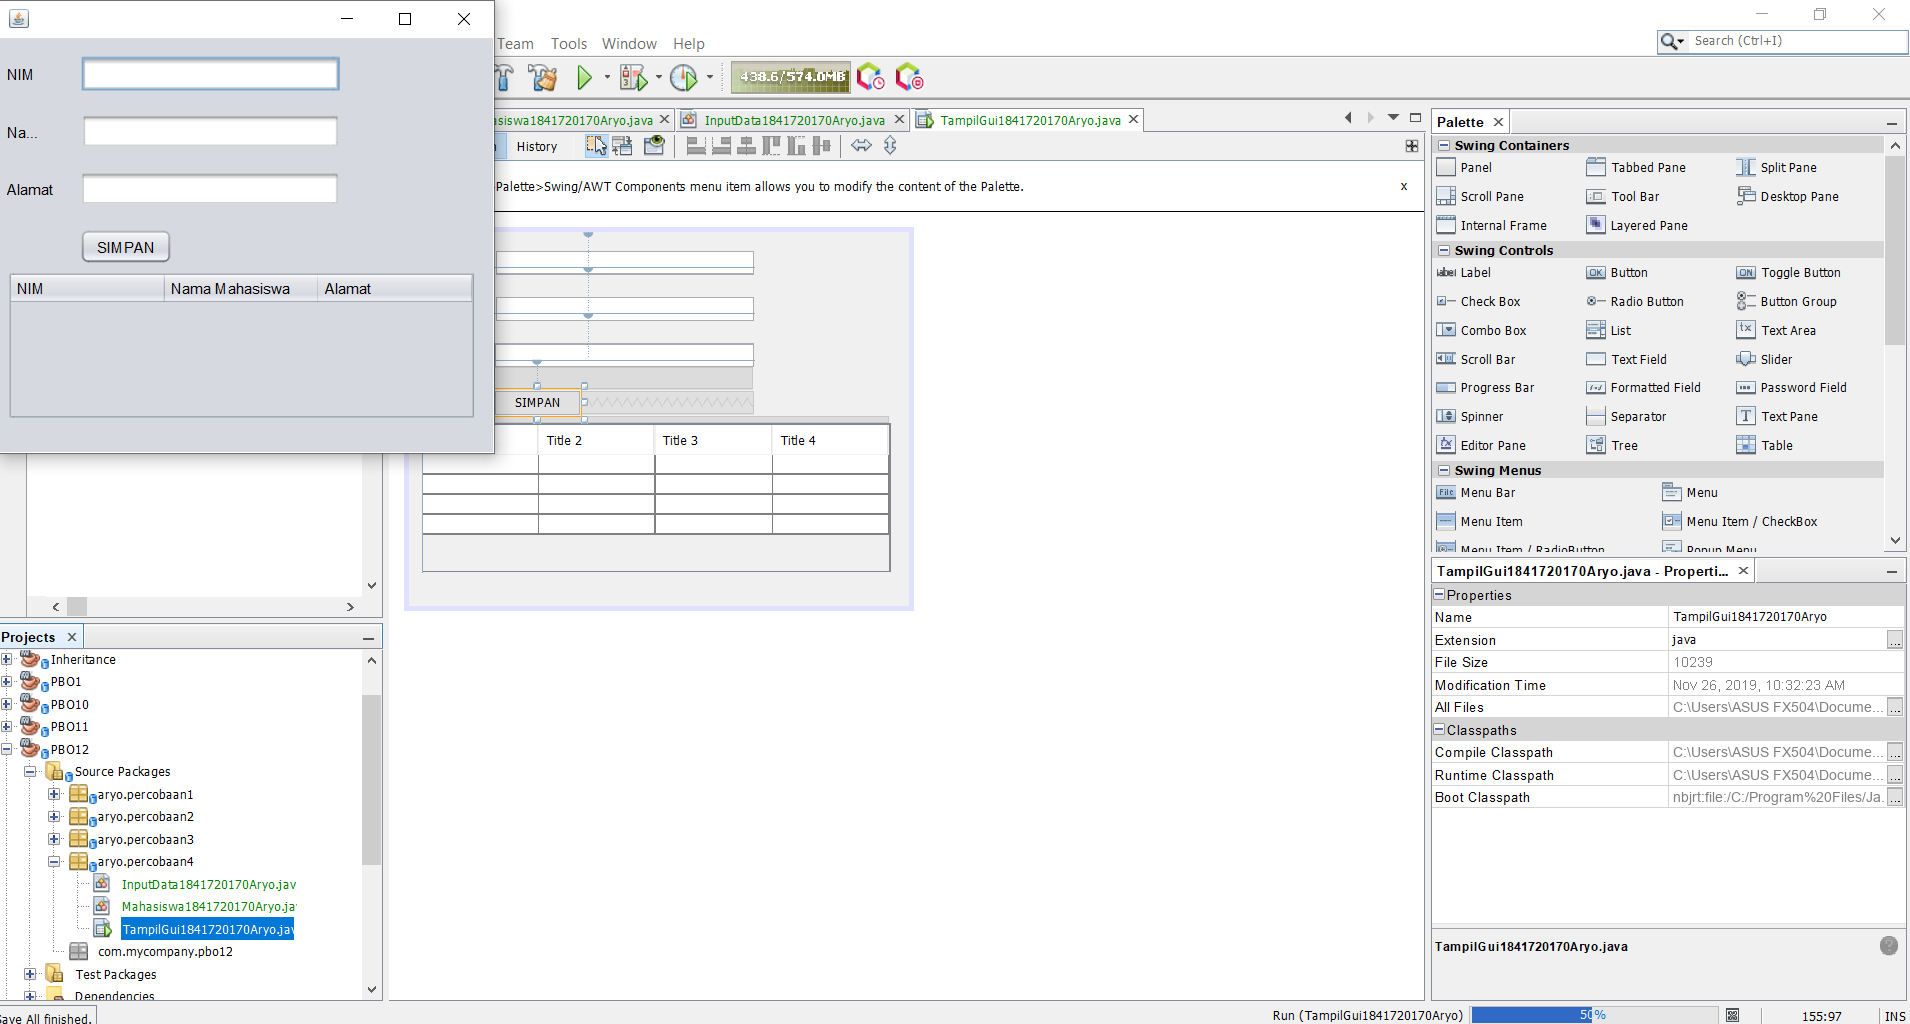 NIM
Na...
Alamat
SIMPAN
NIM Nama Mahasiswa Alamat
Team Tools Window Help
Search (Ctrl+I)
438.6/574.0MB
asiswa1841720170Aryo.java InputData1841720170Aryo.java TampilGui1841720170Aryo.java
History
Palette>Swing/AWT Components menu item allows you to modify the content of the Palette. x
SIMPAN
Title 2 Title 3 Title 4
Palette
Swing Containers
Panel Tabbed Pane Split Pane
Scroll Pane Tool Bar Desktop Pane
Internal Frame Layered Pane
Swing Controls
Label Button Toggle Button
Check Box Radio Button Button Group
Combo Box List Text Area
Scroll Bar Text Field Slider
Progress Bar Formatted Field Password Field
Spinner Separator Text Pane
Editor Pane Tree Table
Swing Menus
Menu Bar Menu
Menu Item Menu Item / CheckBox
Menu Item / RadioButton Popup Menu
TampilGui1841720170Aryo.java - Properti...
Properties
Name TampilGui1841720170Aryo
Extension java ...
File Size 10239
Modification Time Nov 26, 2019, 10:32:23 AM
All Files C:\Users\ASUS FX504\Docume... ...
Classpaths
Compile Classpath C:\Users\ASUS FX504\Docume... ...
Runtime Classpath C:\Users\ASUS FX504\Docume... ...
Boot Classpath nbjrt:file:/C:/Program%20Files/Ja. ...
TampilGui1841720170Aryo.java
Projects
Inheritance
PBO1
PBO10
PBO11
PBO12
Source Packages
aryo.percobaan1
aryo.percobaan2
aryo.percobaan3
aryo.percobaan4
InputData1841720170Aryo.jav
Mahasiswa1841720170Aryo.ja
TampilGui1841720170Aryo.jav
com.mycompany.pbo12
Test Packages
Dependencies
Save All finished.
Run (TampilGui1841720170Aryo) 50% 155:97 INS